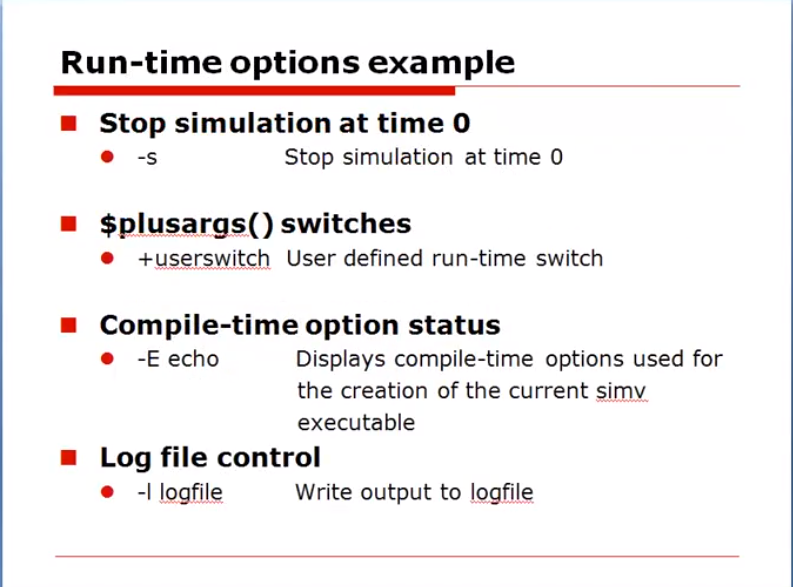 Run-time options example
Stop simulation at time 0
-s Stop simulation at time 0
$plusargs() switches
+userswitch User defined run-time switch
Compile-time option status
-E echo Displays compile-time options used for
the creation of the current simv
executable
Log file control
-l logfile Write output to logfile